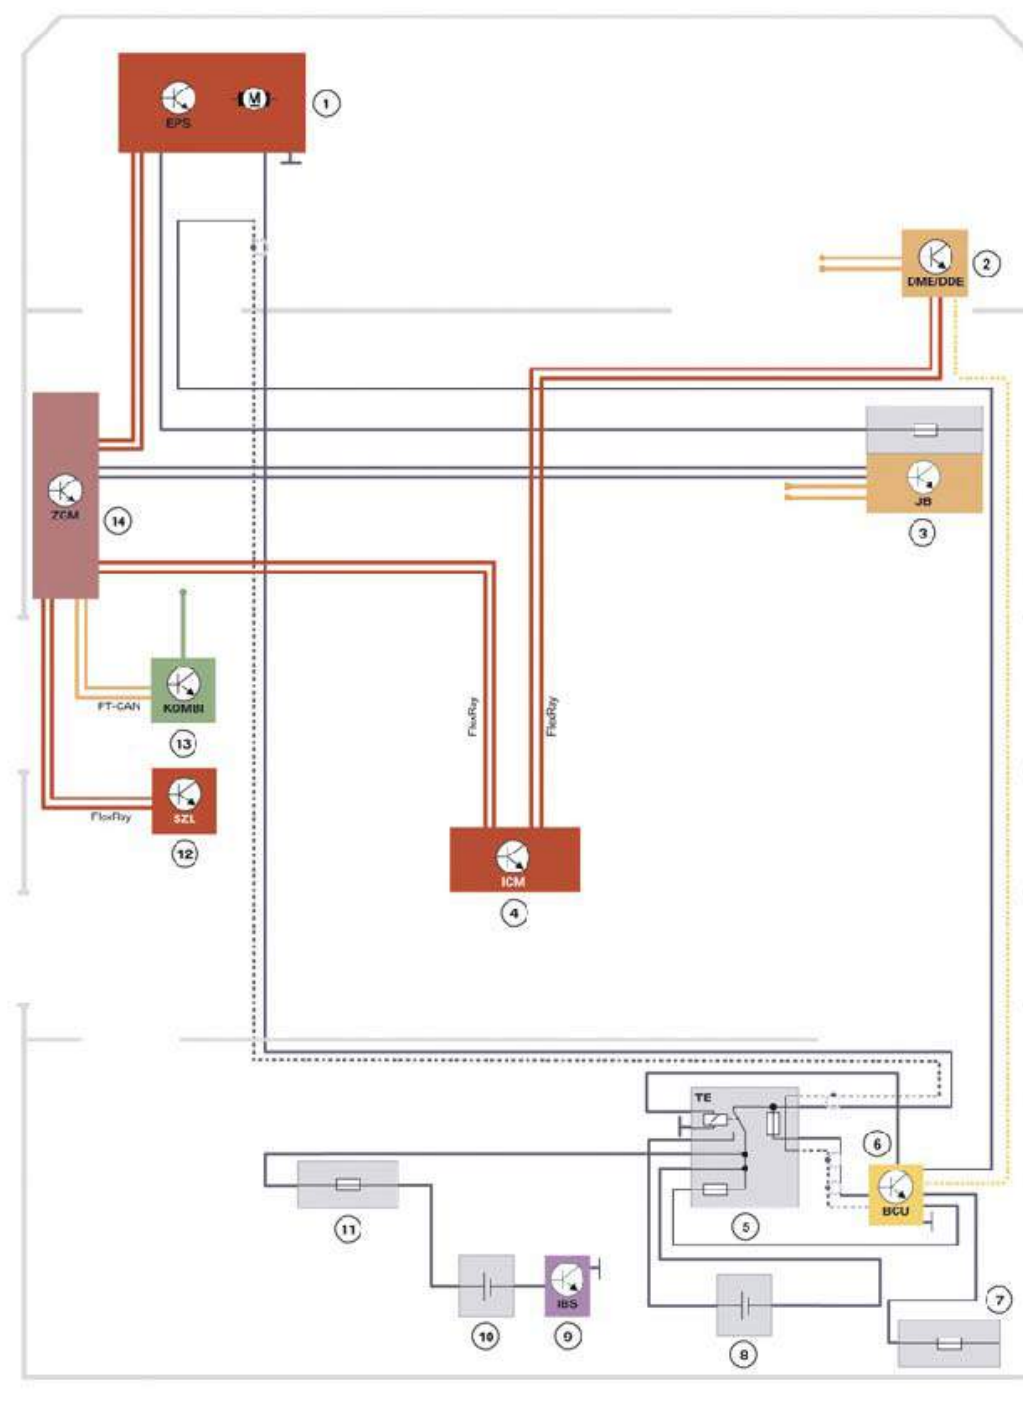 M
1
EPS
2
DME/DDE
ZGM
14
JB
3
FT-CAN
KOMBI
13
FlexRay
FlexRay
FlexRay
SZL
12
ICM
4
TE
6
BCU
5
11
7
IBS
10
9
8